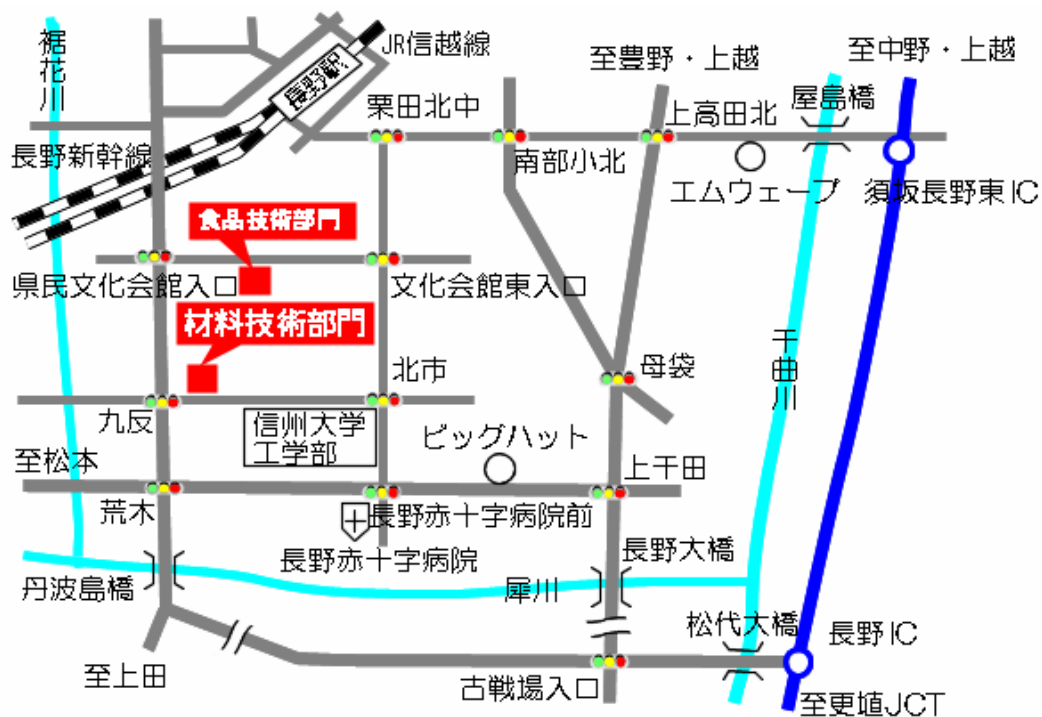 裾花川
JR信越線
長野駅
至豊野・上越
至中野・上越
栗田北中
上高田北
屋島橋
長野新幹線
南部小北
エムウェーブ
須坂長野東IC
食品技術部門
県民文化会館入口
文化会館東入口
材料技術部門
千曲川
北市
母袋
九反
信州大学
工学部
ビッグハット
至松本
上千田
荒木
長野赤十字病院前
長野赤十字病院
長野大橋
丹波島橋
犀川
松代大橋
長野IC
至上田
古戦場入口
至更埴JCT